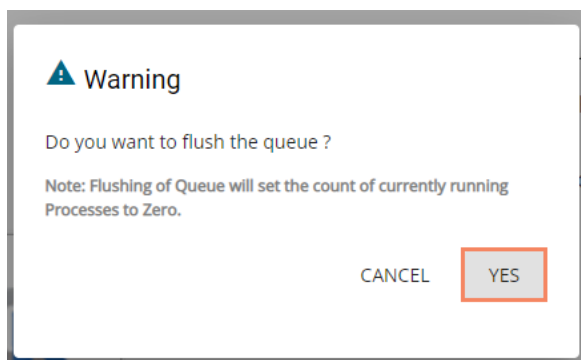 Warning
Do you want to flush the queue ?
Note: Flushing of Queue will set the count of currently running
Processes to Zero.
CANCEL YES